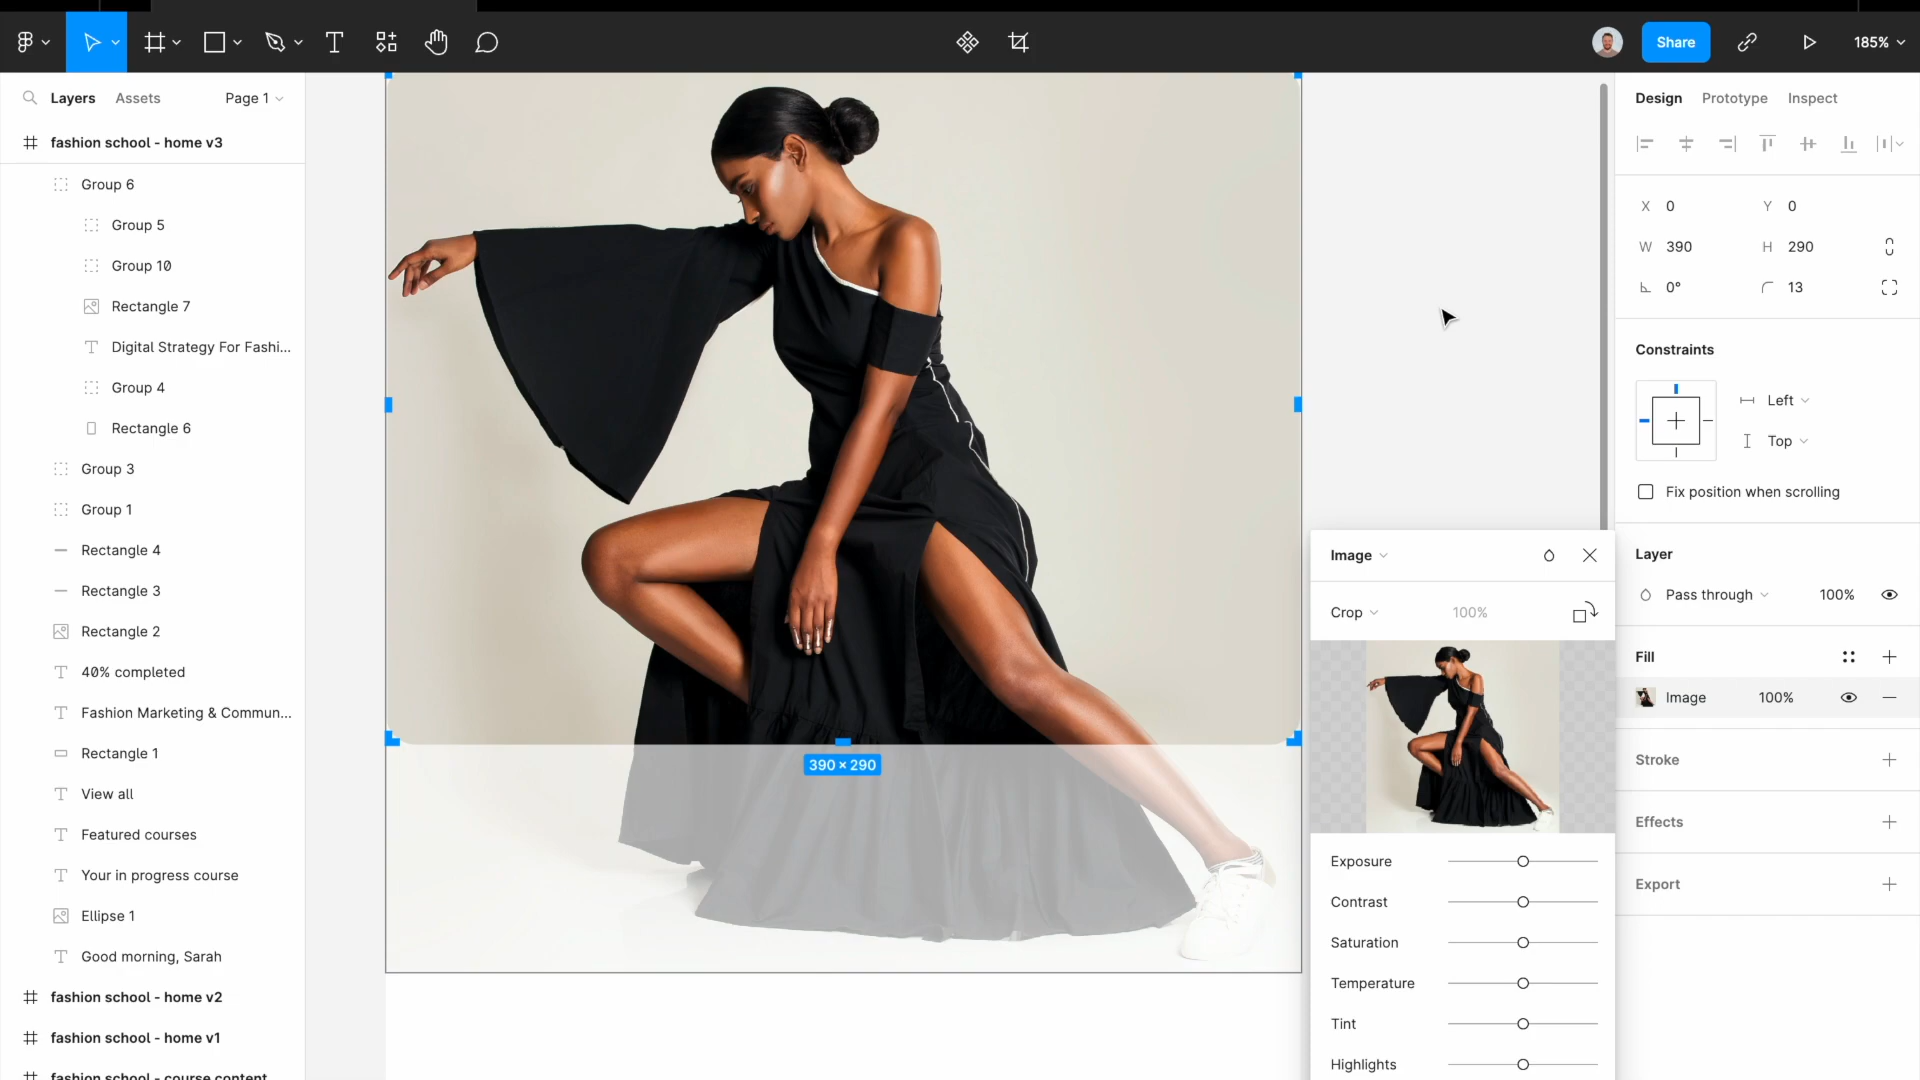 Share
185%
Layers
Assets
Page 1
fashion school - home v3
Group 6
Group 5
Group 10
Rectangle 7
Digital Strategy For Fashi...
Group 4
Rectangle 6
Group 3
Group 1
Rectangle 4
Rectangle 3
Rectangle 2
40% completed
Fashion Marketing & Commun...
Rectangle 1
View all
Featured courses
Your in progress course
Ellipse 1
Good morning, Sarah
fashion school - home v2
fashion school - home v1
fashion school - course content
390 × 290
Image
Crop
100%
Exposure
Contrast
Saturation
Temperature
Tint
Highlights
Design
Prototype
Inspect
X 0
Y 0
W 390
H 290
0°
13
Constraints
Left
Top
Fix position when scrolling
Layer
Pass through
100%
Fill
Image
100%
Stroke
Effects
Export